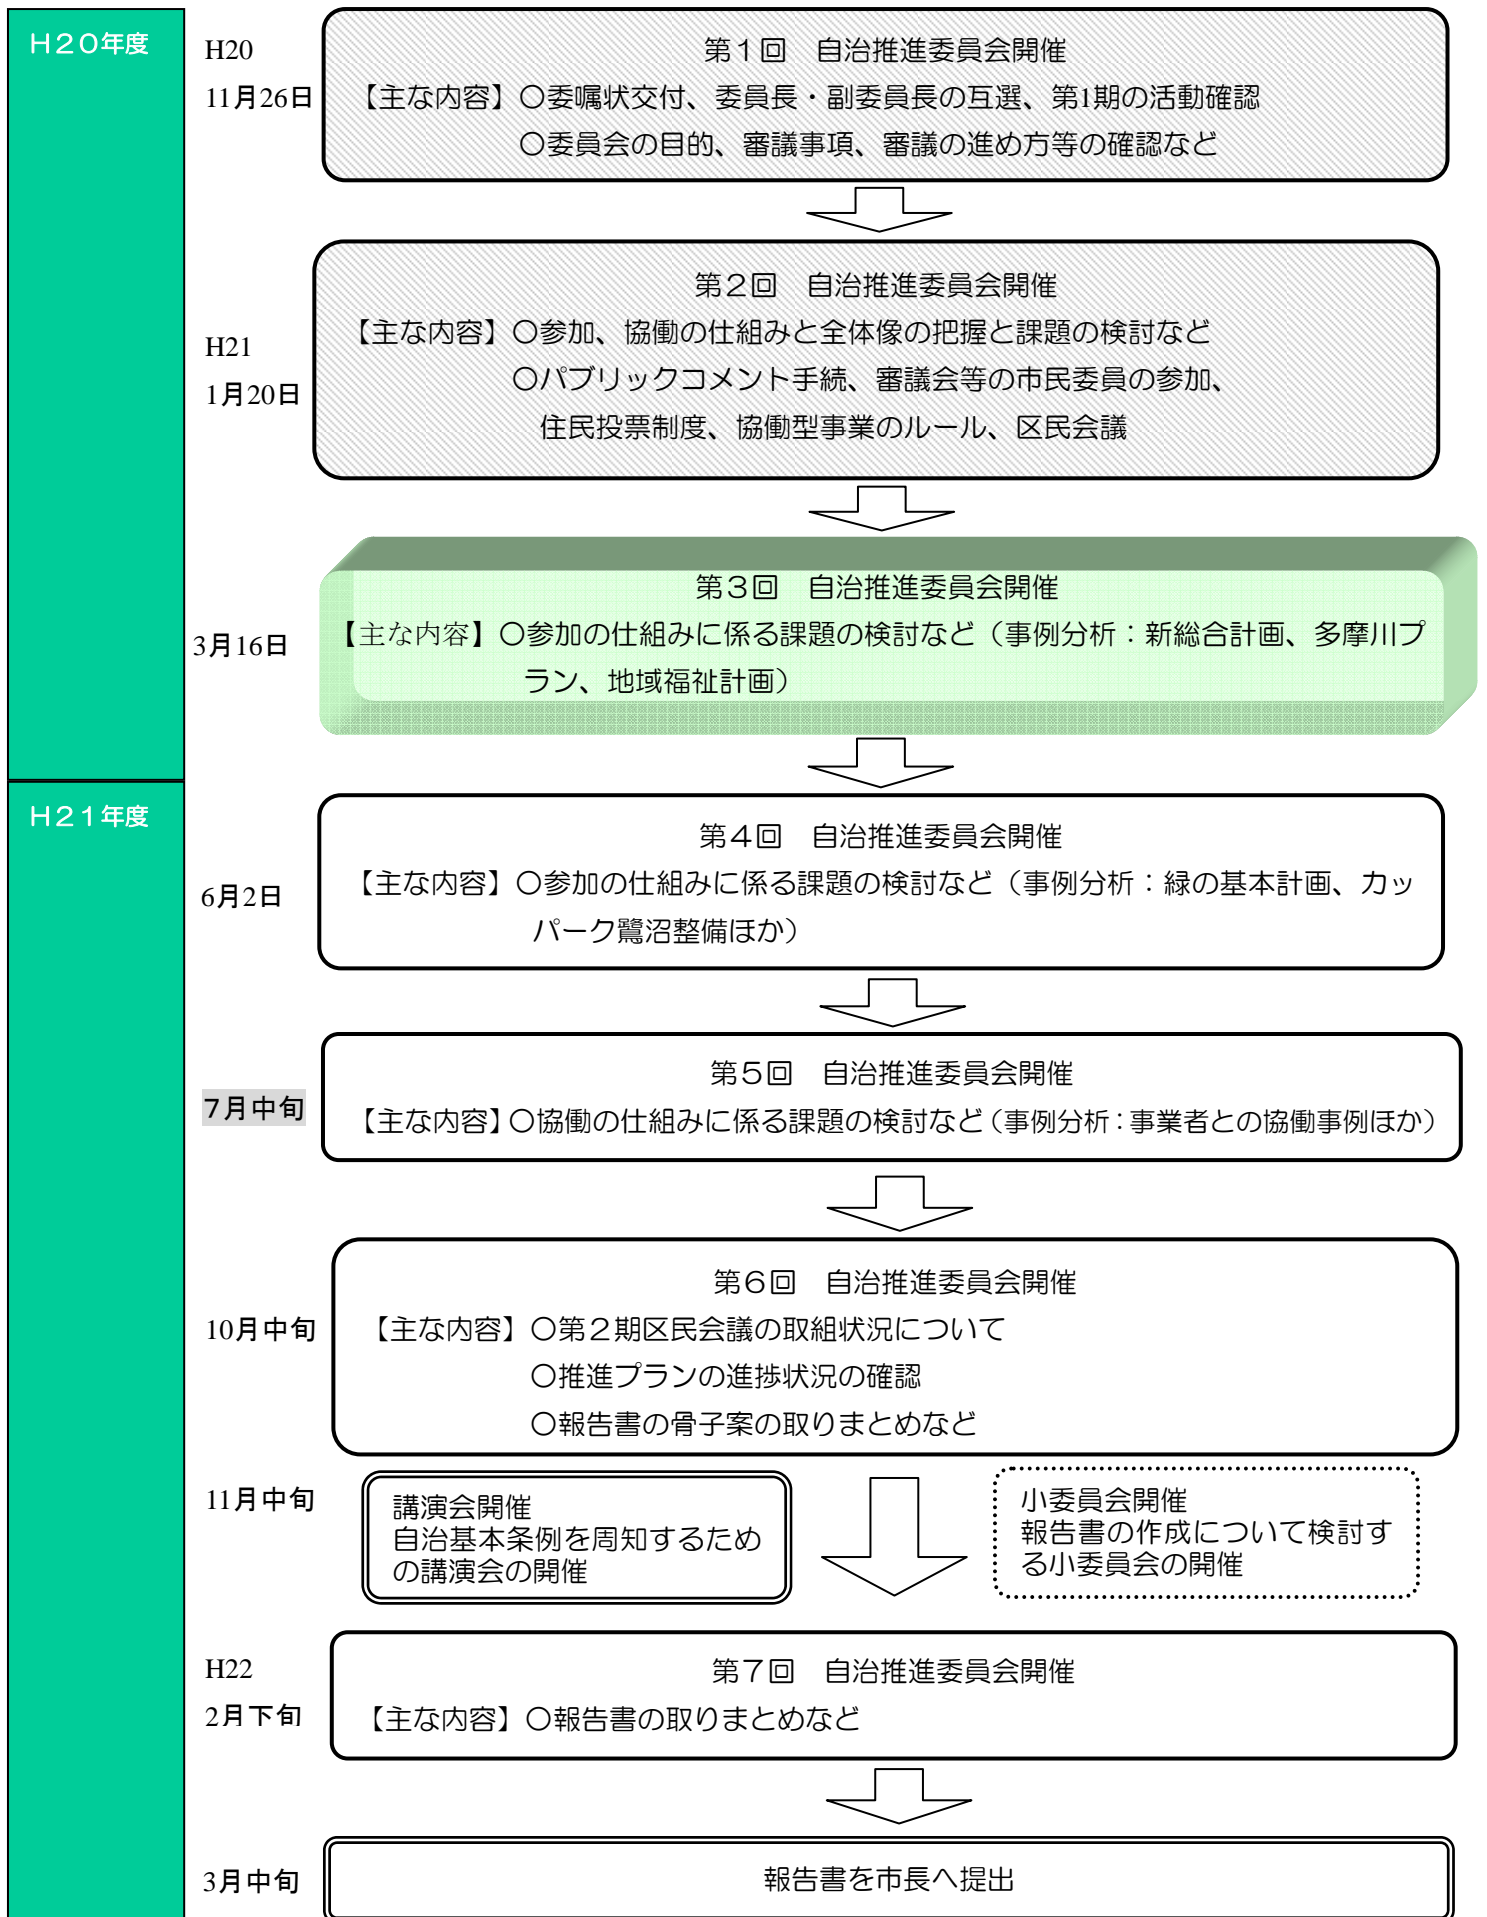 H20年度
H20
11月26日
第1回　自治推進委員会開催
【主な内容】○委嘱状交付、委員長・副委員長の互選、第1期の活動確認
○委員会の目的、審議事項、審議の進め方等の確認など
H21
1月20日
第2回　自治推進委員会開催
【主な内容】○参加、協働の仕組みと全体像の把握と課題の検討など
○パブリックコメント手続、審議会等の市民委員の参加、
住民投票制度、協働型事業のルール、区民会議
3月16日
第3回　自治推進委員会開催
【主な内容】○参加の仕組みに係る課題の検討など（事例分析：新総合計画、多摩川プ
ラン、地域福祉計画）
H21年度
6月2日
第4回　自治推進委員会開催
【主な内容】○参加の仕組みに係る課題の検討など（事例分析：緑の基本計画、カッ
パーク鷺沼整備ほか）
7月中旬
第5回　自治推進委員会開催
【主な内容】○協働の仕組みに係る課題の検討など（事例分析：事業者との協働事例ほか）
10月中旬
第6回　自治推進委員会開催
【主な内容】○第2期区民会議の取組状況について
○推進プランの進捗状況の確認
○報告書の骨子案の取りまとめなど
11月中旬
講演会開催
自治基本条例を周知するため
の講演会の開催
小委員会開催
報告書の作成について検討す
る小委員会の開催
H22
2月下旬
第7回　自治推進委員会開催
【主な内容】○報告書の取りまとめなど
3月中旬
報告書を市長へ提出